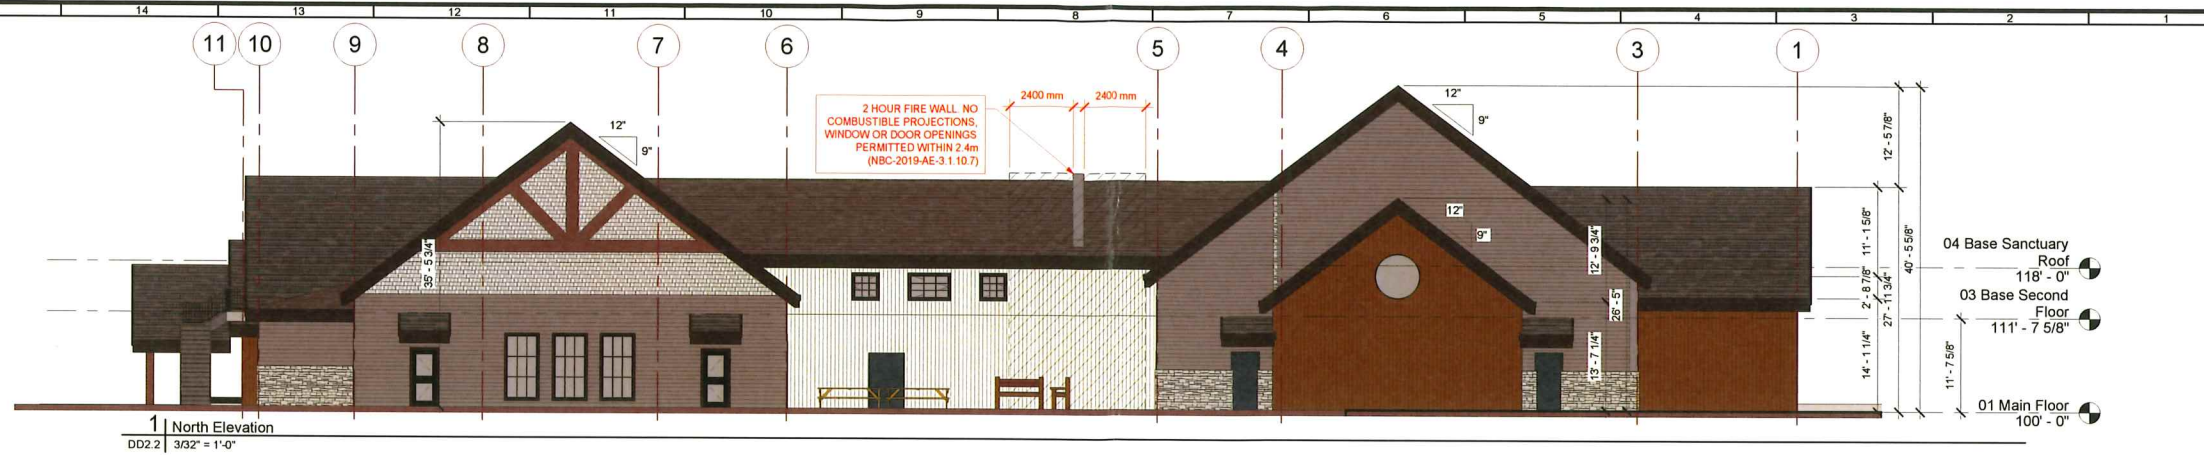 14 13 12 11 10 9 8 7 6 5 4 3 2 1
11 10 9 8 7 6 5 4 3 1
2400 mm 2400 mm
2 HOUR FIRE WALL NO
COMBUSTIBLE PROJECTIONS,
WINDOW OR DOOR OPENINGS
PERMITTED WITHIN 2.4m
(NBC-2019-AE-3.1.10.7)
12"
9"
35' - 5 3/4"
12"
9"
12"
9"
12' - 9 3/4"
26' - 5"
13' - 7 1/4"
12' - 5 7/8"
11' - 1 5/8"
2' - 8 7/8"
14' - 1 1/4"
27' - 11 3/4"
40' - 5 5/8"
11' - 7 5/8"
04 Base Sanctuary
Roof
118' - 0"
03 Base Second
Floor
111' - 7 5/8"
01 Main Floor
100' - 0"
1 North Elevation
DD2.2 3/32" = 1'-0"